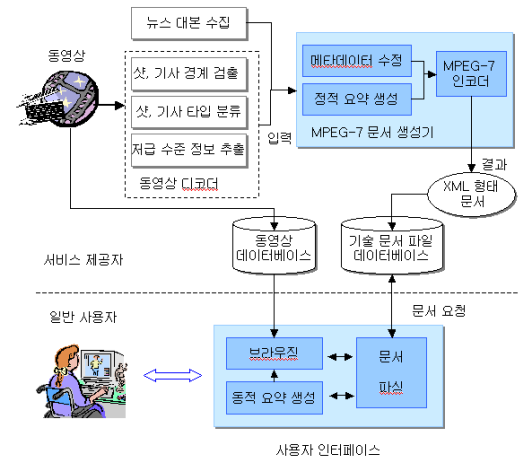 뉴스 대본 수집
동영상
샷, 기사 경계 검출
샷, 기사 타입 분류
저급 수준 정보 추출
동영상 디코더
입력
메타데이터 수정
정적 요약 생성
MPEG-7
인코더
MPEG-7 문서 생성기
결과
XML 형태
문서
동영상
데이터베이스
기술 문서 파일
데이터베이스
서비스 제공자
일반 사용자
문서 요청
브라우징
동적 요약 생성
문서
파싱
사용자 인터페이스